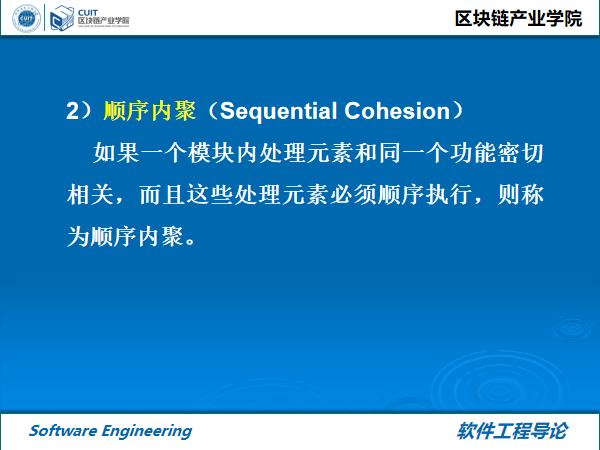 CUIT
区块链产业学院
区块链产业学院
2）顺序内聚（Sequential Cohesion）
如果一个模块内处理元素和同一个功能密切
相关，而且这些处理元素必须顺序执行，则称
为顺序内聚。
Software Engineering
软件工程导论